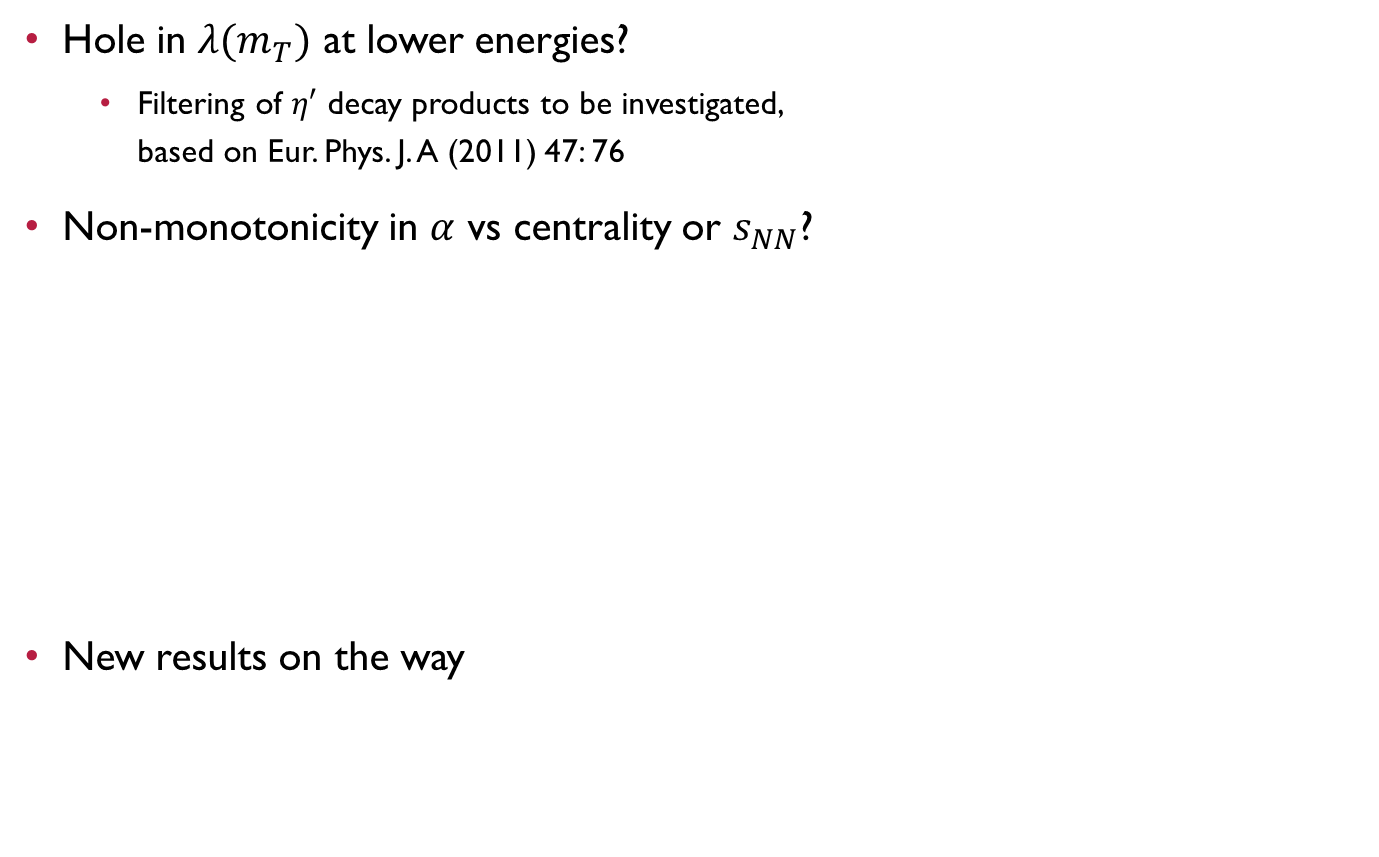 • Hole in λ(m_T) at lower energies?
• Filtering of η′ decay products to be investigated,
based on Eur. Phys. J. A (2011) 47: 76
• Non-monotonicity in α vs centrality or s_NN?
• New results on the way